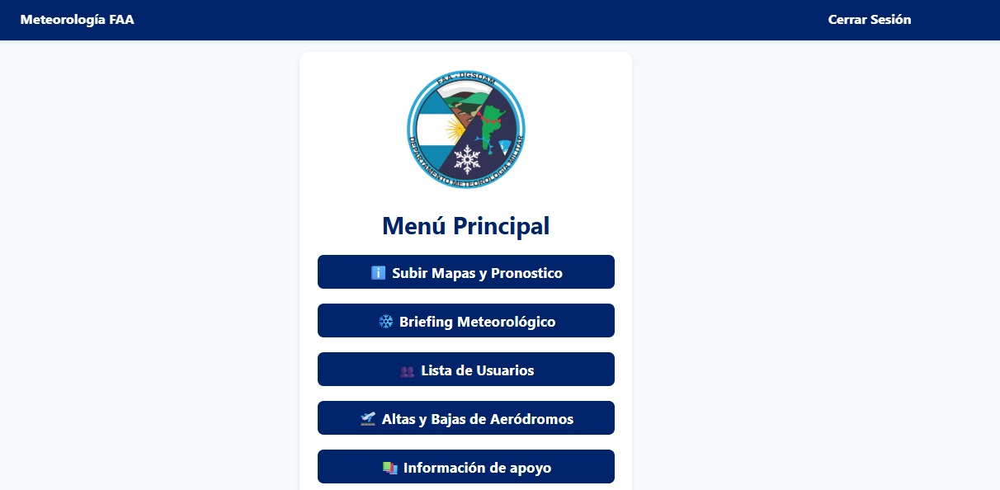 Meteorología FAA
Cerrar Sesión
FAA - DGSOAM
DEPARTAMENTO METEOROLOGIA MILITAR
Menú Principal
Subir Mapas y Pronostico
Briefing Meteorológico
Lista de Usuarios
Altas y Bajas de Aeródromos
Información de apoyo